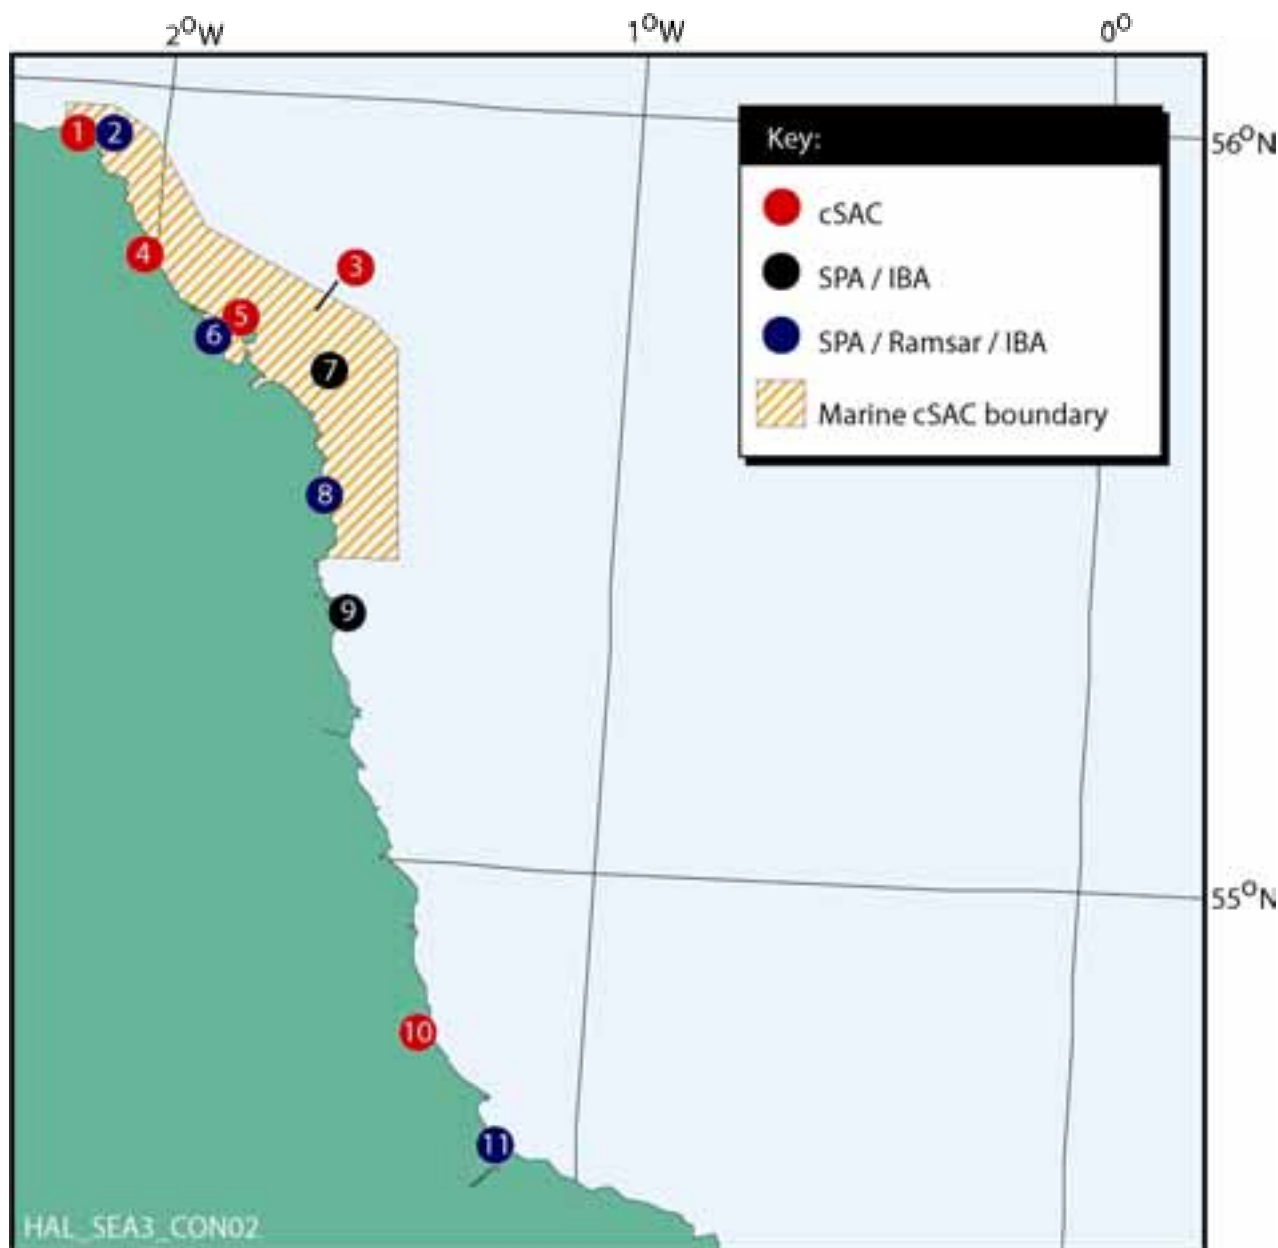 2°W 1°W 0°
Key:
cSAC
SPA / IBA
SPA / Ramsar / IBA
Marine cSAC boundary
56°N
1 2
4
3
5
6
7
8
9
55°N
10
11
HAL_SEA3_CON02